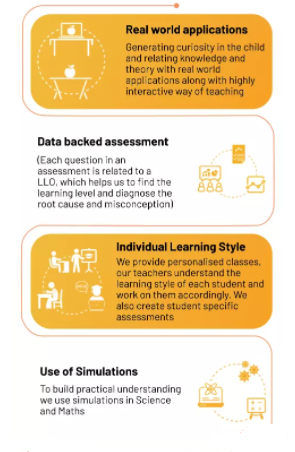 Real world applications
Generating curiosity in the child
and relating knowledge and
theory with real world
applications along with highly
interactive way of teaching
Data backed assessment
(Each question in an
assessment is related to a
LLO, which helps us to find the
learning level and diagnose the
root cause and misconception)
Individual Learning Style
We provide personalised classes,
our teachers understand the
learning style of each student and
work on them accordingly. We
also create student specific
assessments
Use of Simulations
To build practical understanding
we use simulations in Science
and Maths